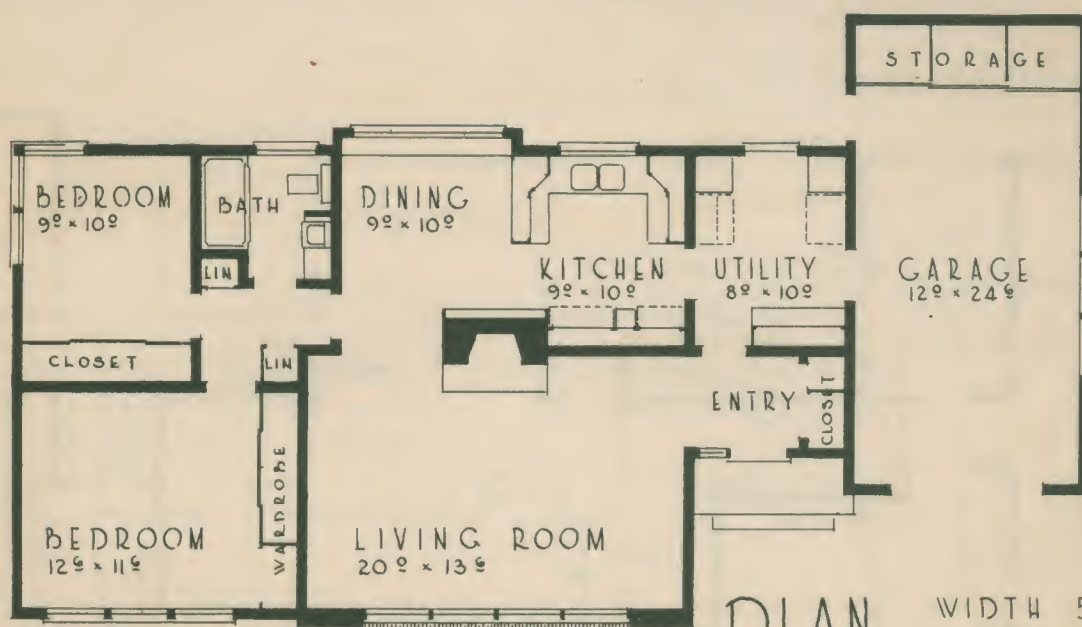 STORAGE
BEDROOM
9⁰ × 10⁰
BATH
DINING
9⁰ × 10⁰
LIN
KITCHEN
9⁰ × 10⁰
UTILITY
8⁰ × 10⁰
GARAGE
12⁰ × 24⁶
CLOSET
LIN
ENTRY
CLOSET
WARDROBE
BEDROOM
12⁶ × 11⁶
LIVING ROOM
20⁰ × 13⁶
PLAN
WIDTH 5